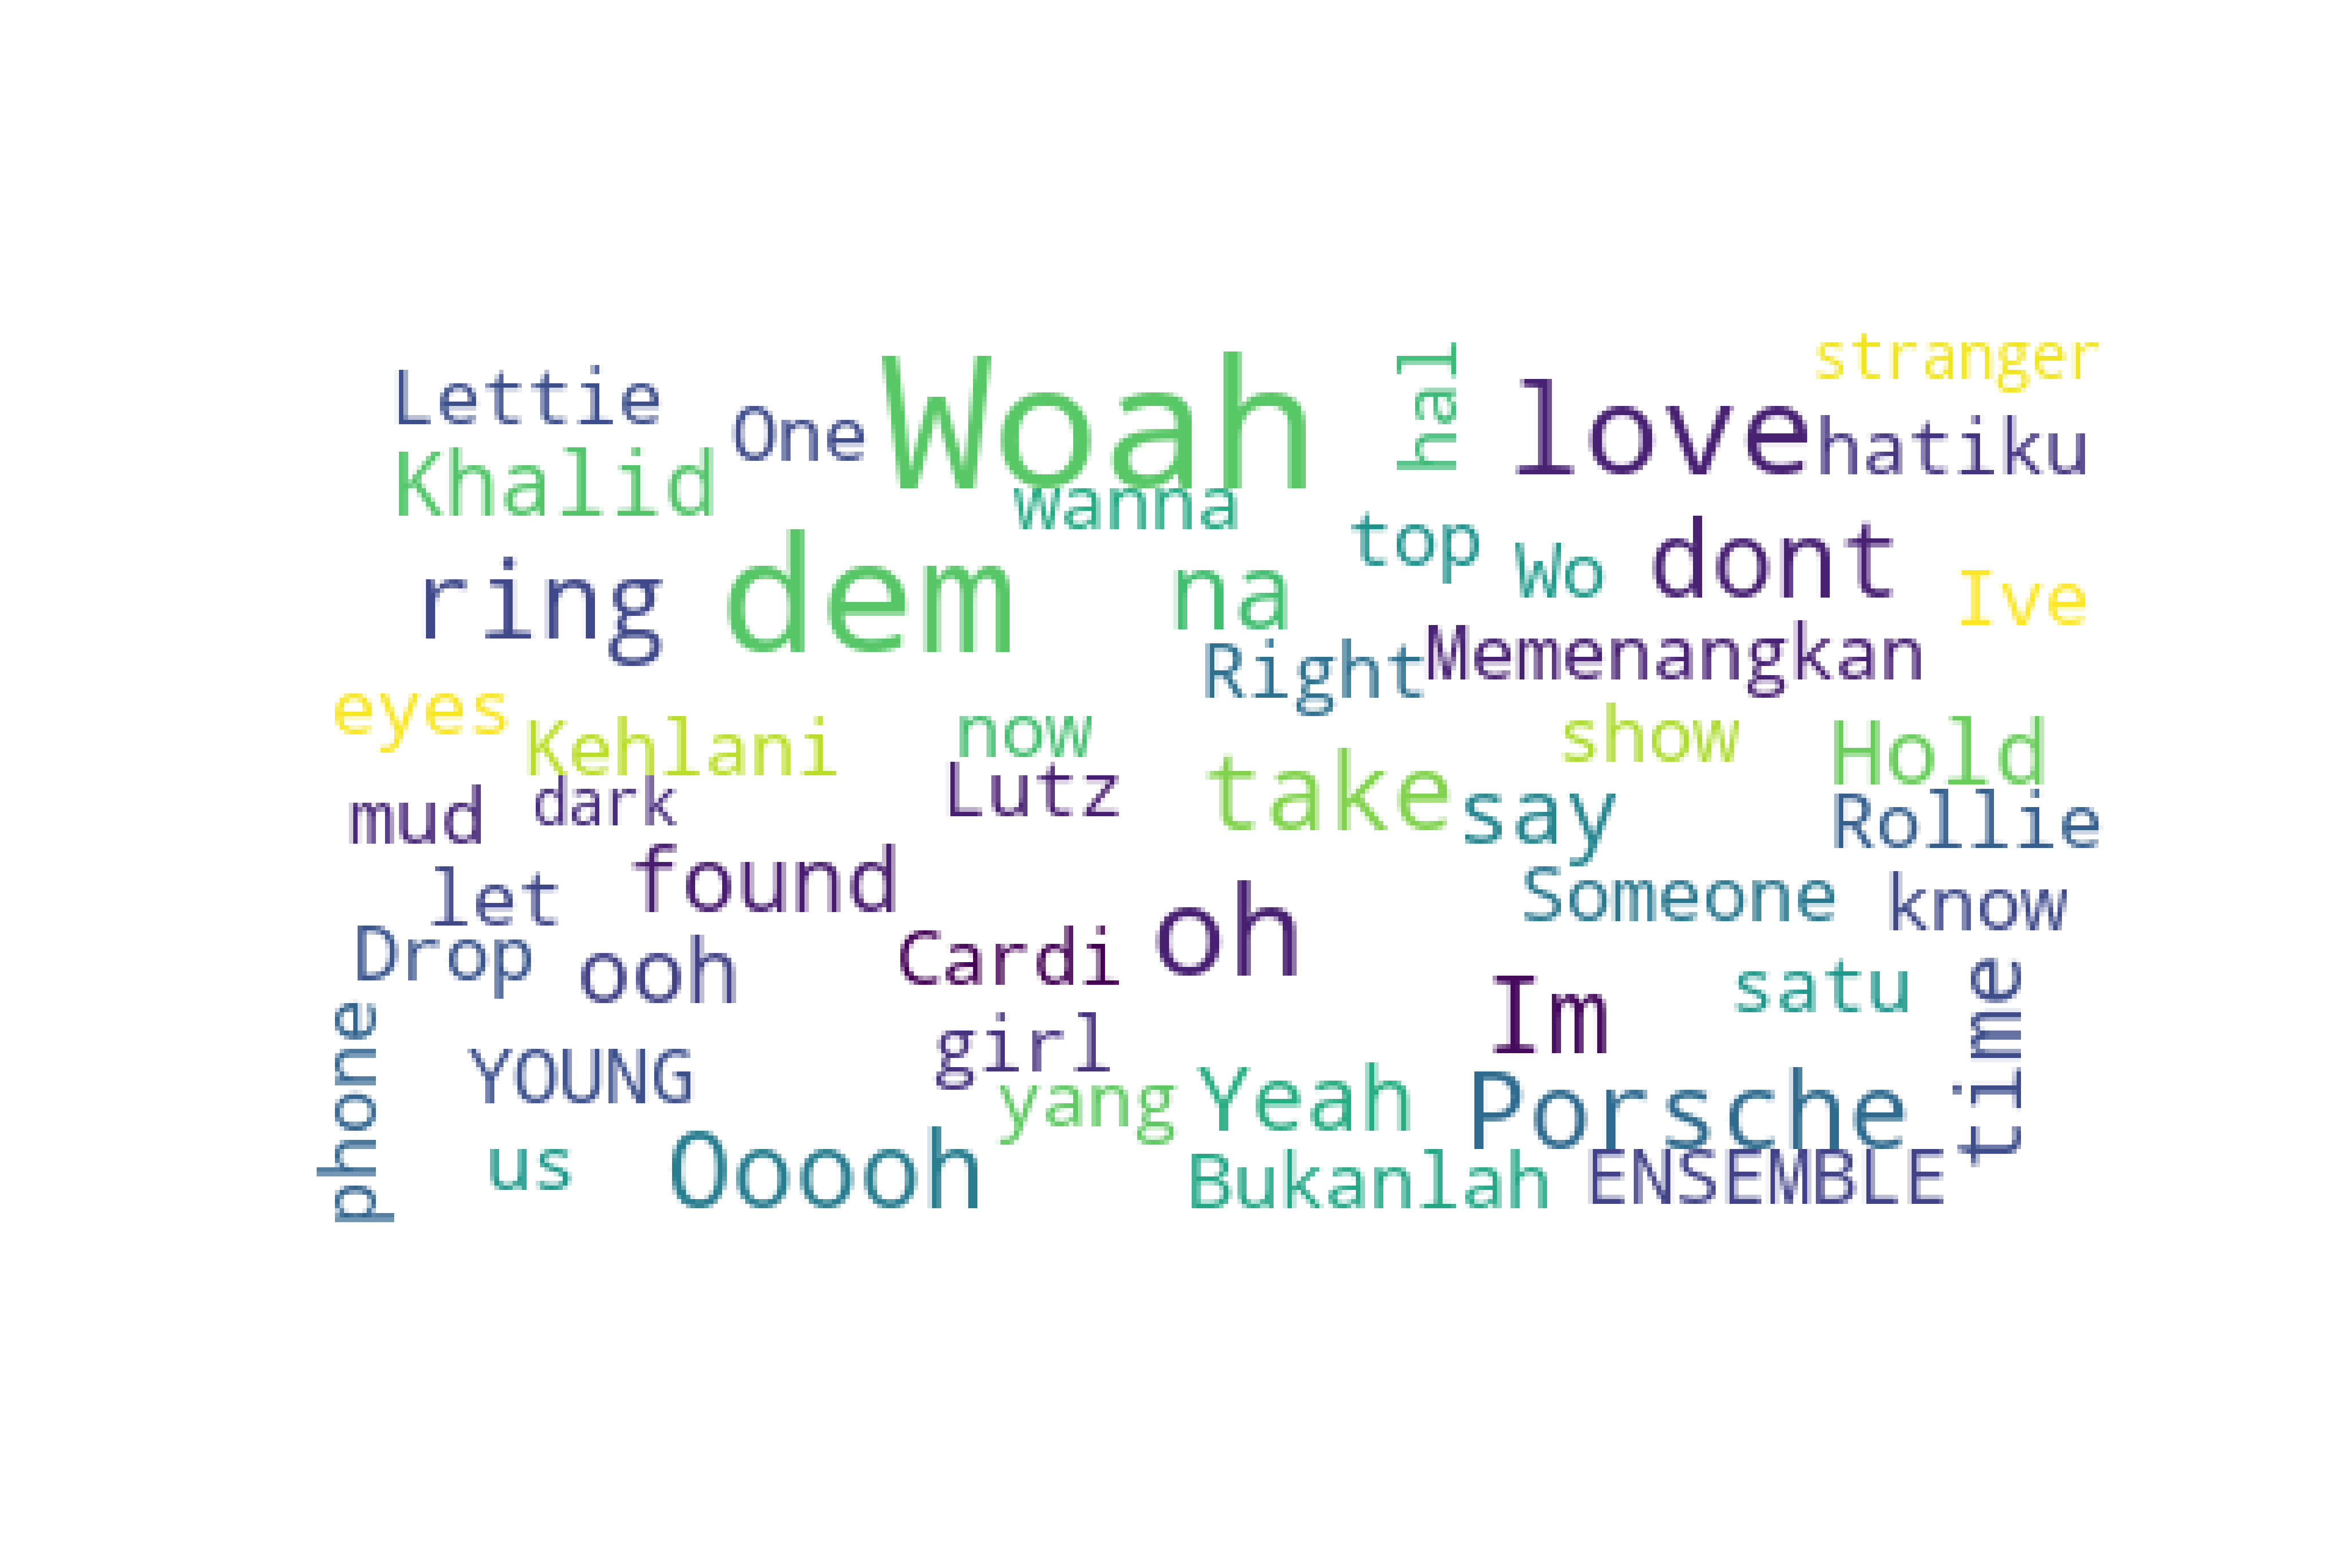 stranger
Lettie One Woah hal love hatiku
Khalid wanna
ring dem na top Wo dont Ive
Right Memenangkan
eyes Kehlani now show Hold
mud dark Lutz take say Rollie
let found Someone know
Drop ooh Cardi oh satu
phone YOUNG girl Im time
us Ooooh yang Yeah Porsche
Bukanlah ENSEMBLE